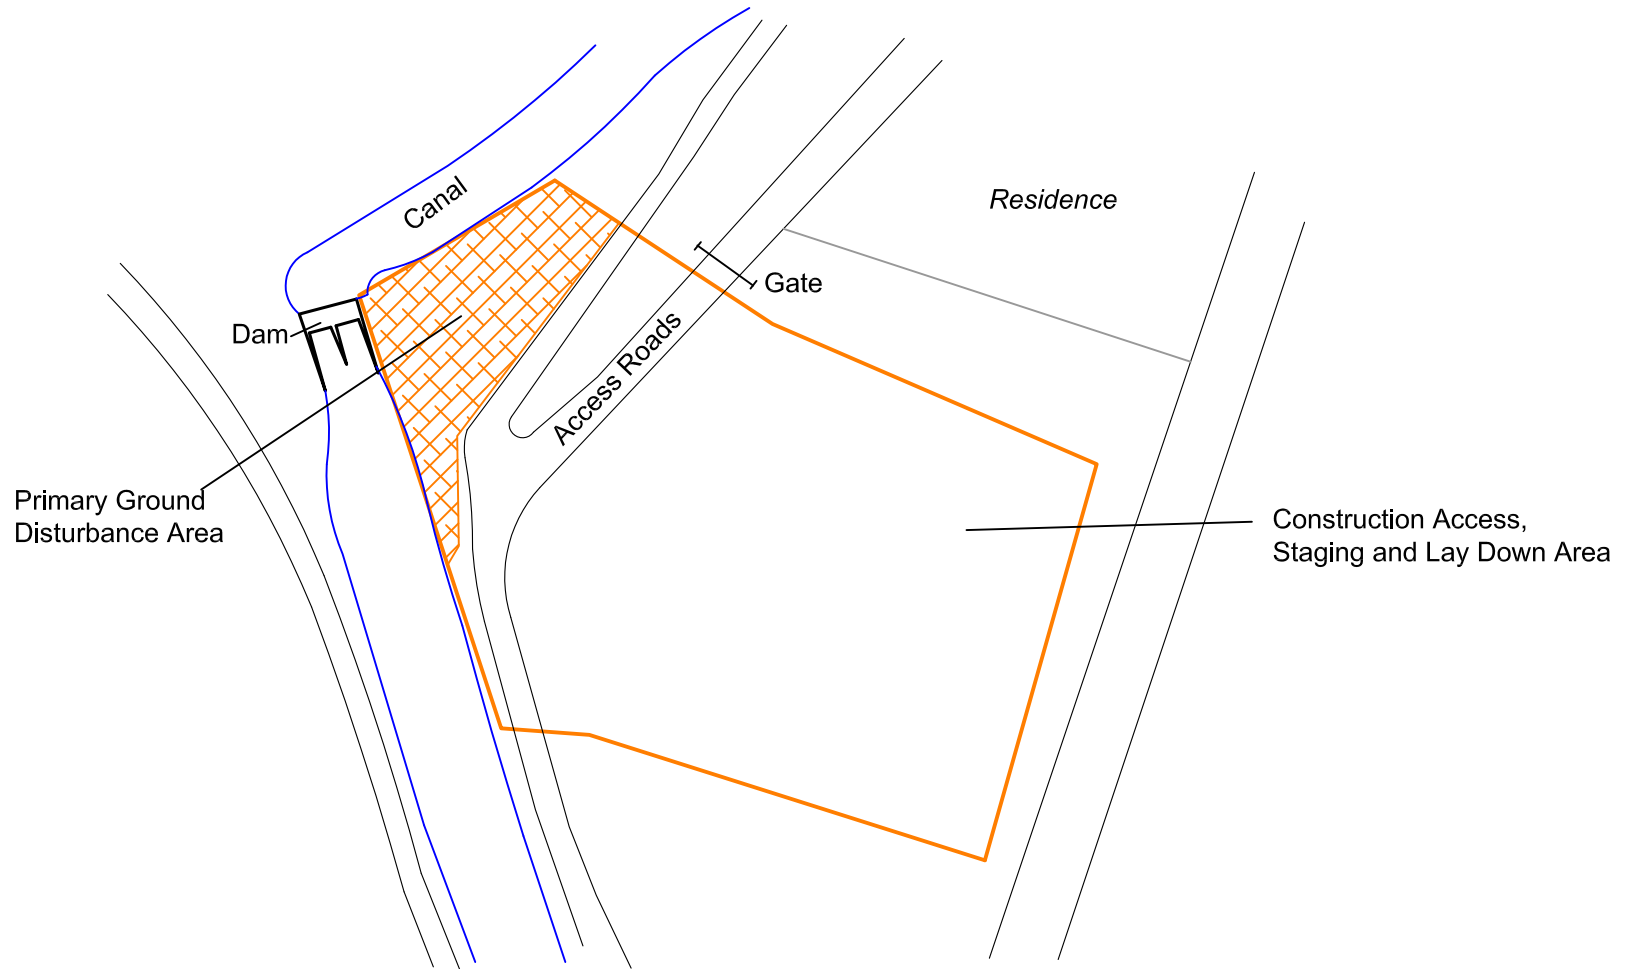 Residence
Canal
Gate
Dam
Access Roads
Primary Ground
Disturbance Area
Construction Access,
Staging and Lay Down Area